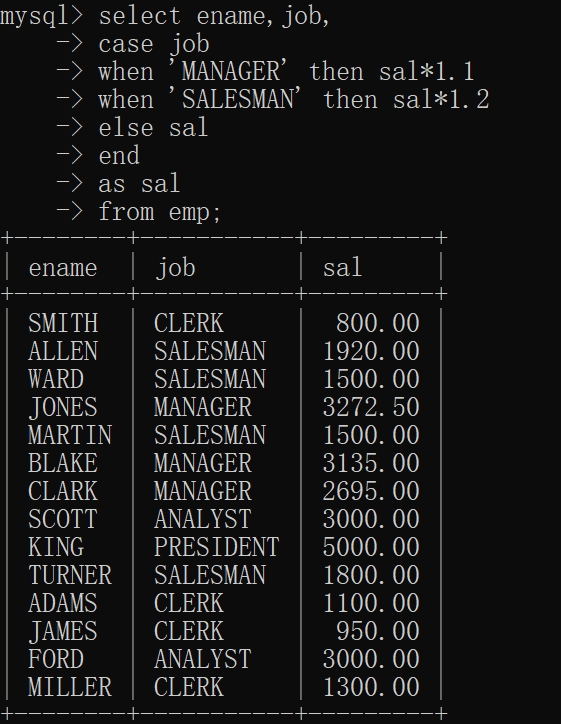 mysql> select ename,job,
    -> case job
    -> when 'MANAGER' then sal*1.1
    -> when 'SALESMAN' then sal*1.2
    -> else sal
    -> end
    -> as sal
    -> from emp;
+--------+-----------+---------+
| ename  | job       | sal     |
+--------+-----------+---------+
| SMITH  | CLERK     |  800.00 |
| ALLEN  | SALESMAN  | 1920.00 |
| WARD   | SALESMAN  | 1500.00 |
| JONES  | MANAGER   | 3272.50 |
| MARTIN | SALESMAN  | 1500.00 |
| BLAKE  | MANAGER   | 3135.00 |
| CLARK  | MANAGER   | 2695.00 |
| SCOTT  | ANALYST   | 3000.00 |
| KING   | PRESIDENT | 5000.00 |
| TURNER | SALESMAN  | 1800.00 |
| ADAMS  | CLERK     | 1100.00 |
| JAMES  | CLERK     |  950.00 |
| FORD   | ANALYST   | 3000.00 |
| MILLER | CLERK     | 1300.00 |
+--------+-----------+---------+